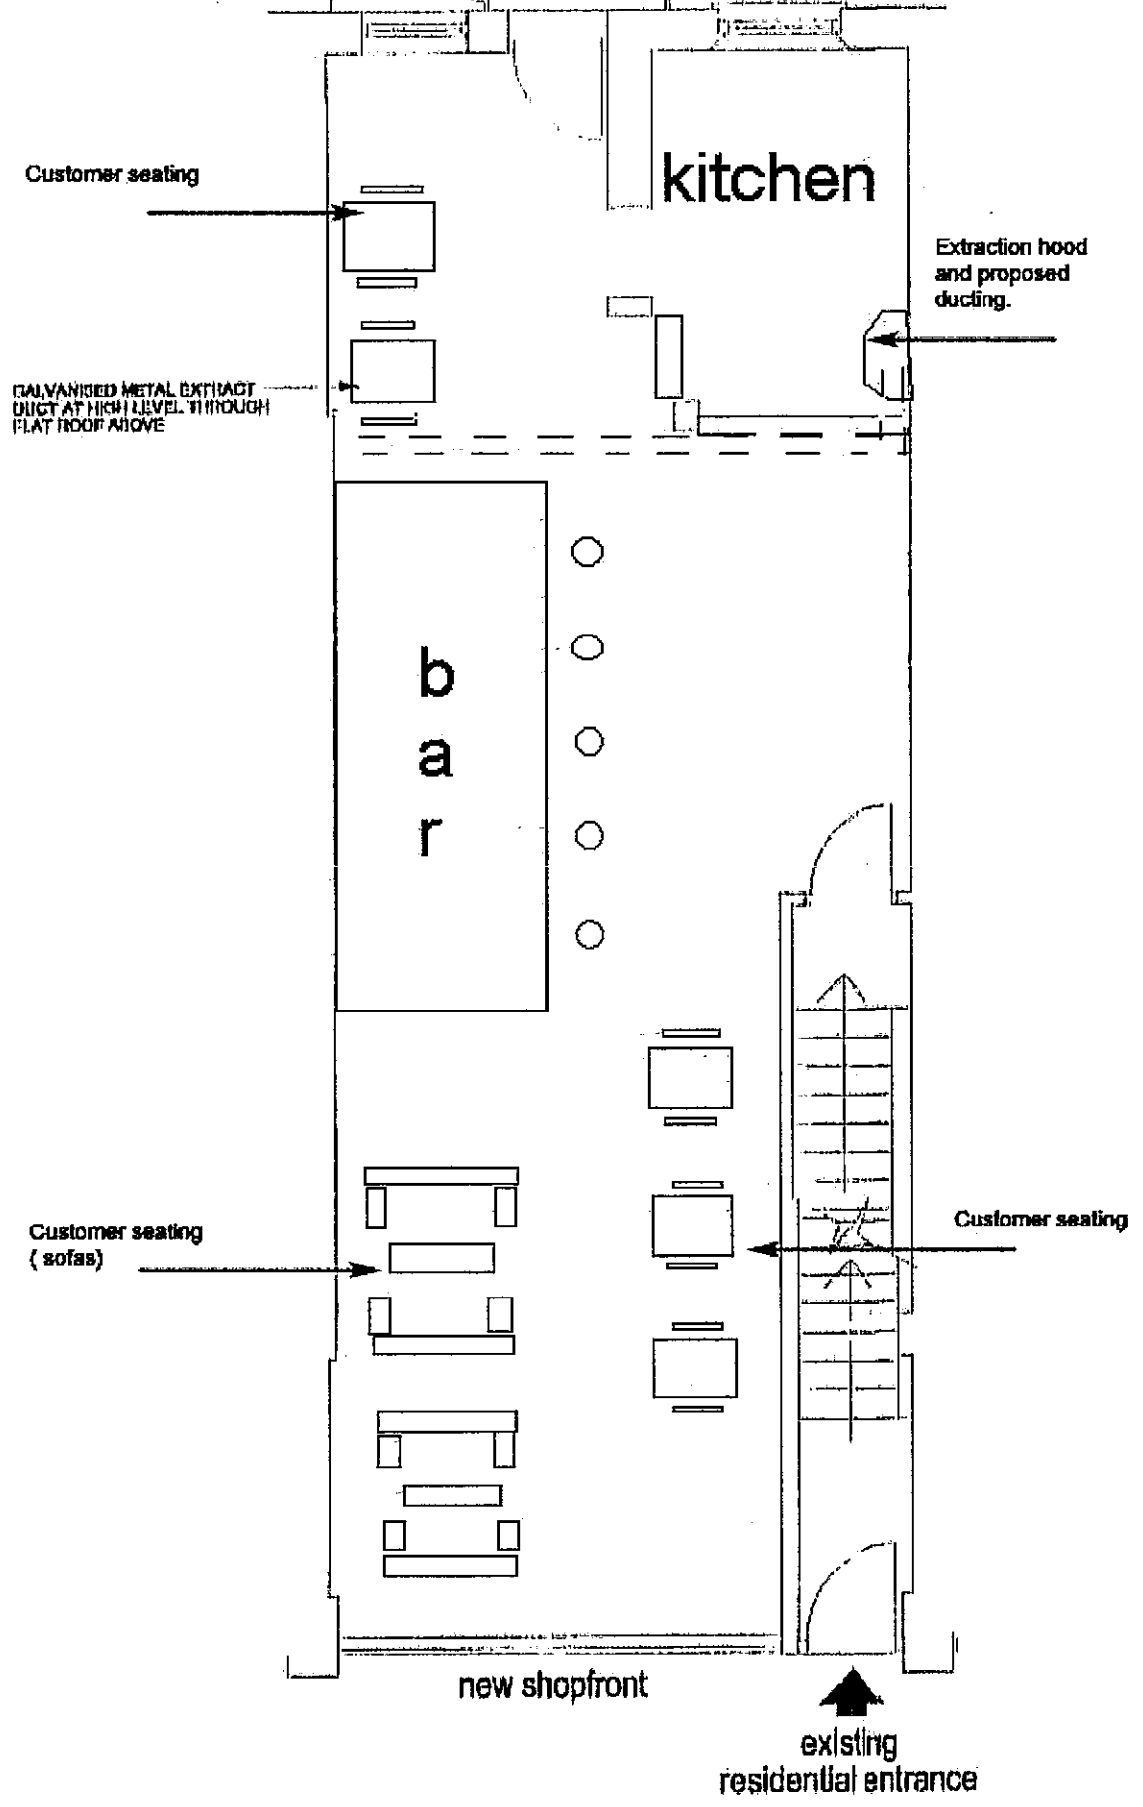 kitchen
Customer seating
Extraction hood
and proposed
ducting.
GALVANISED METAL EXTRACT
DUCT AT HIGH LEVEL THROUGH
FLAT ROOF ABOVE
b
a
r
Customer seating
Customer seating
( sofas)
new shopfront
existing
residential entrance